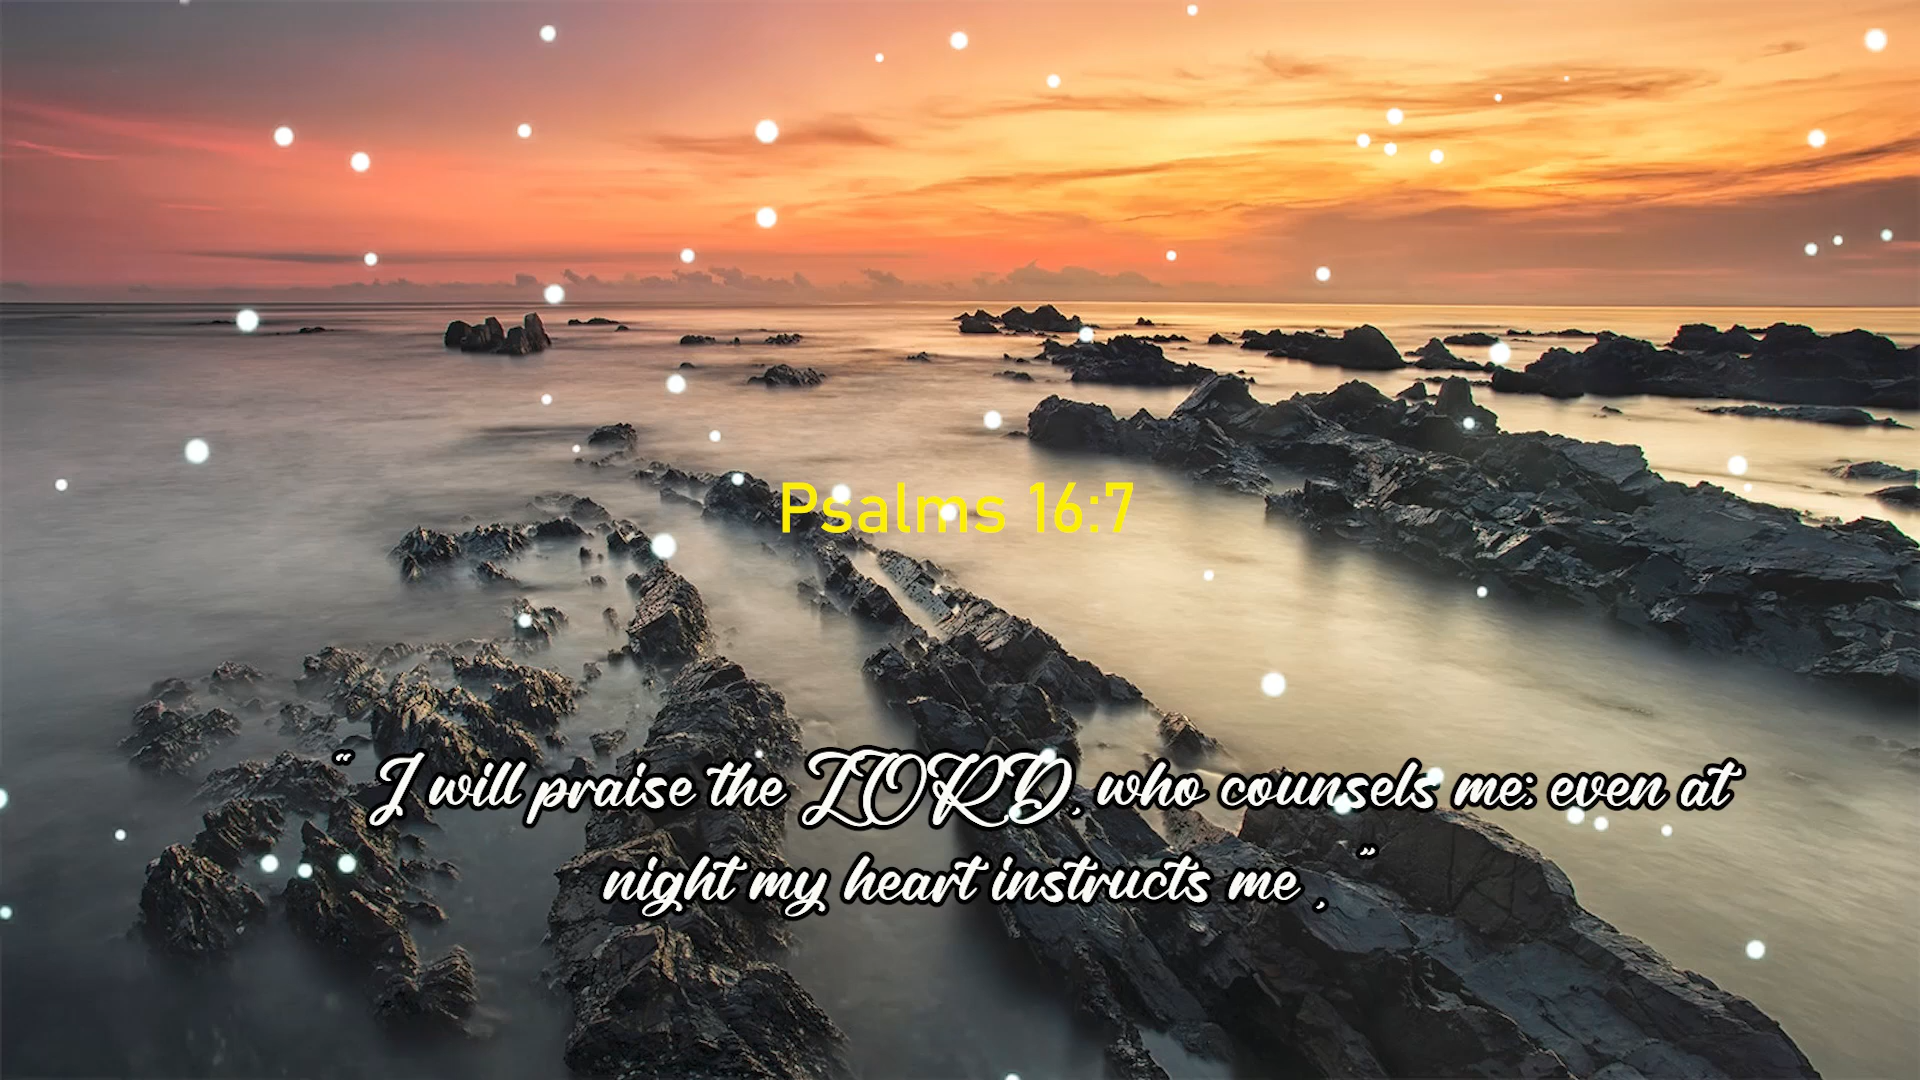 Psalms 16:7
“ I will praise the LORD, who counsels me; even at
night my heart instructs me , ”